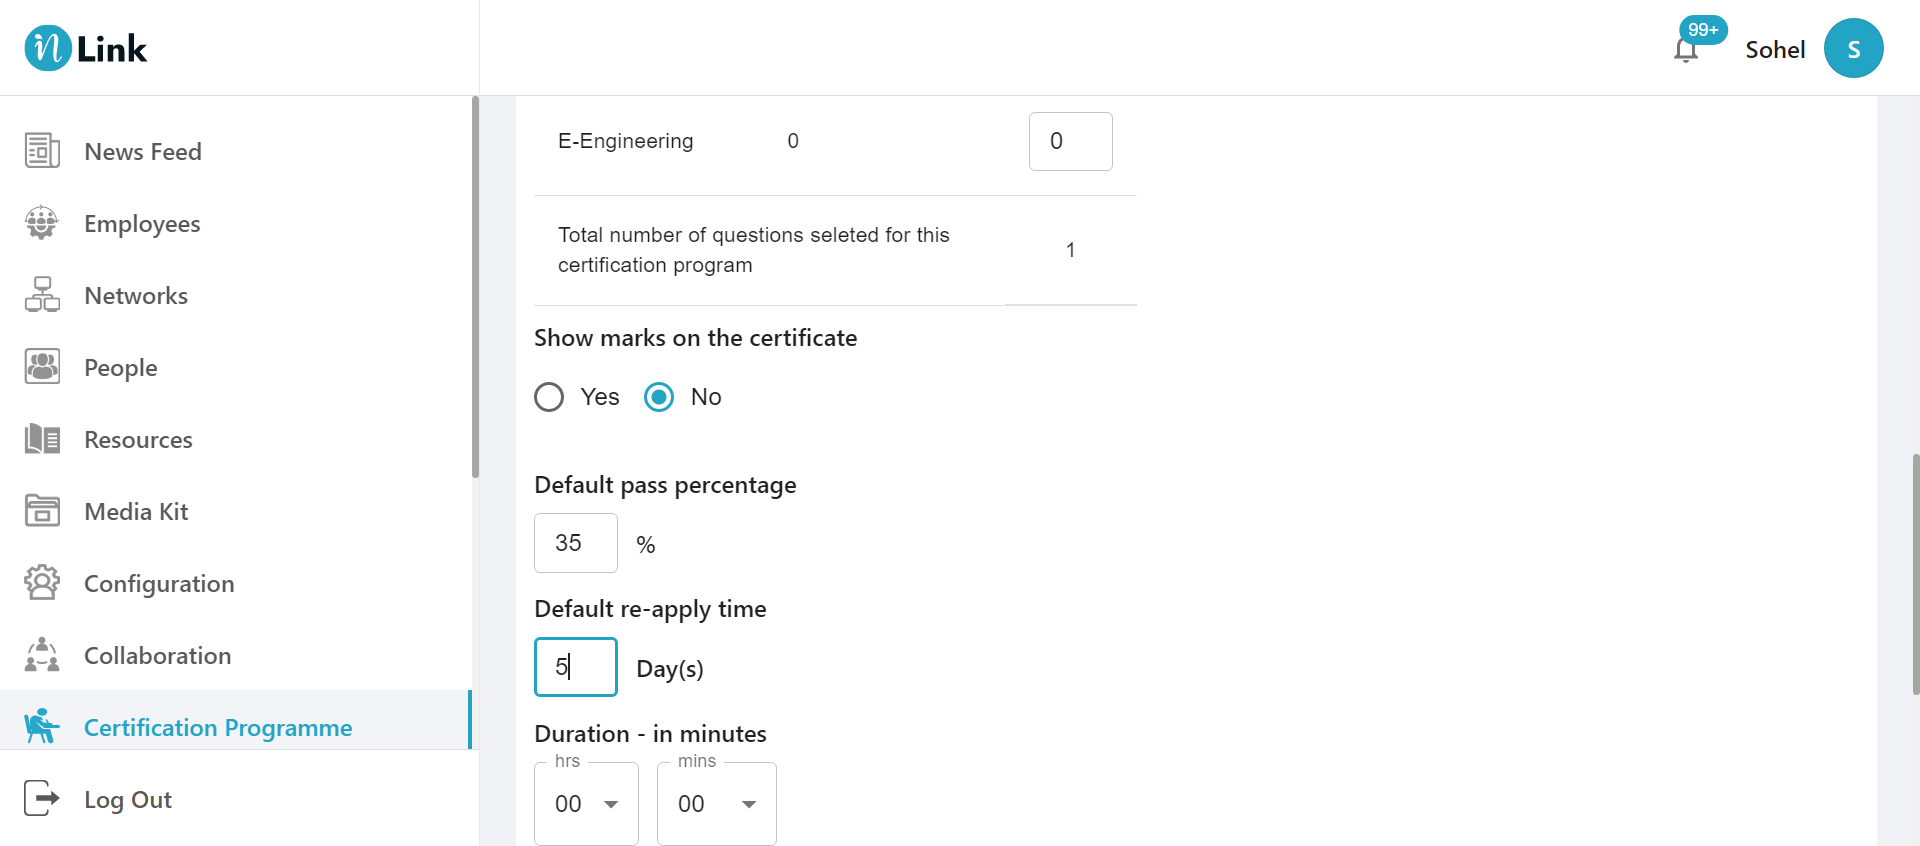 n Link
99+
Sohel
S
News Feed
Employees
Networks
People
Resources
Media Kit
Configuration
Collaboration
Certification Programme
Log Out
E-Engineering 0 0
Total number of questions seleted for this
certification program
1
Show marks on the certificate
Yes No
Default pass percentage
35 %
Default re-apply time
5 Day(s)
Duration - in minutes
hrs mins
00 00